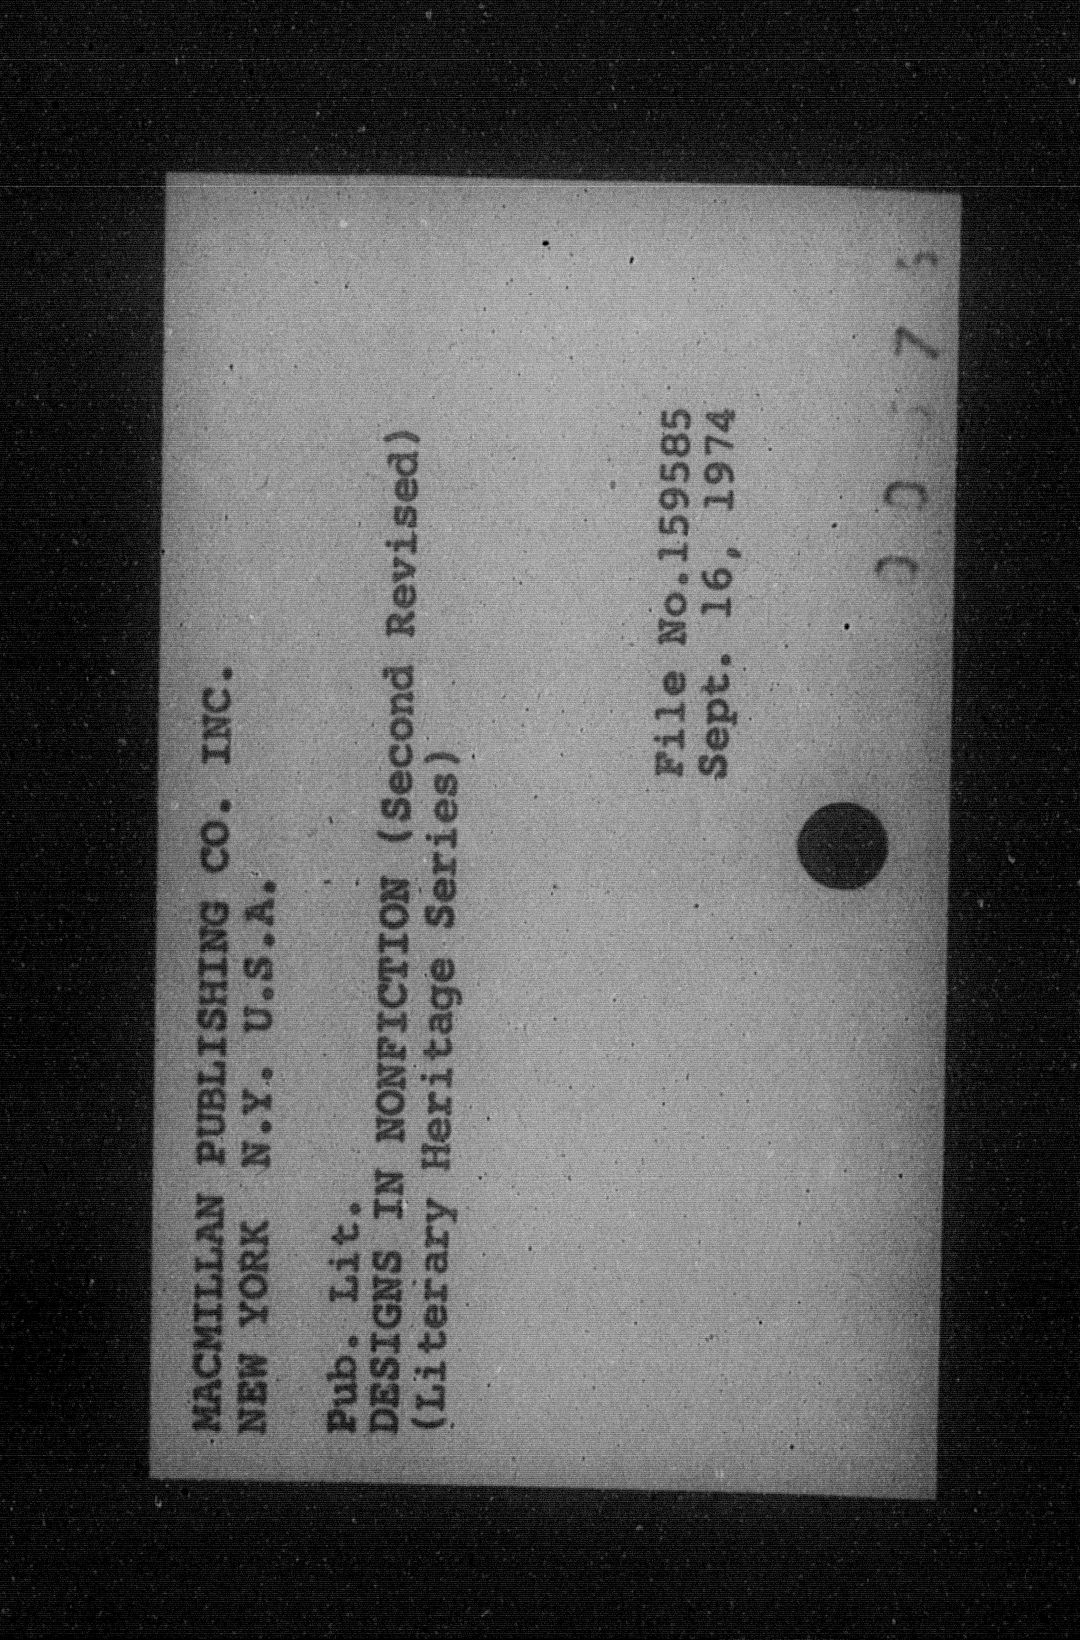 MACMILLAN PUBLISHING CO. INC.
NEW YORK N.Y. U.S.A.
Pub. Lit.
DESIGNS IN NONFICTION (Second Revised)
(Literary Heritage Series)
File No.159585
Sept. 16, 1974